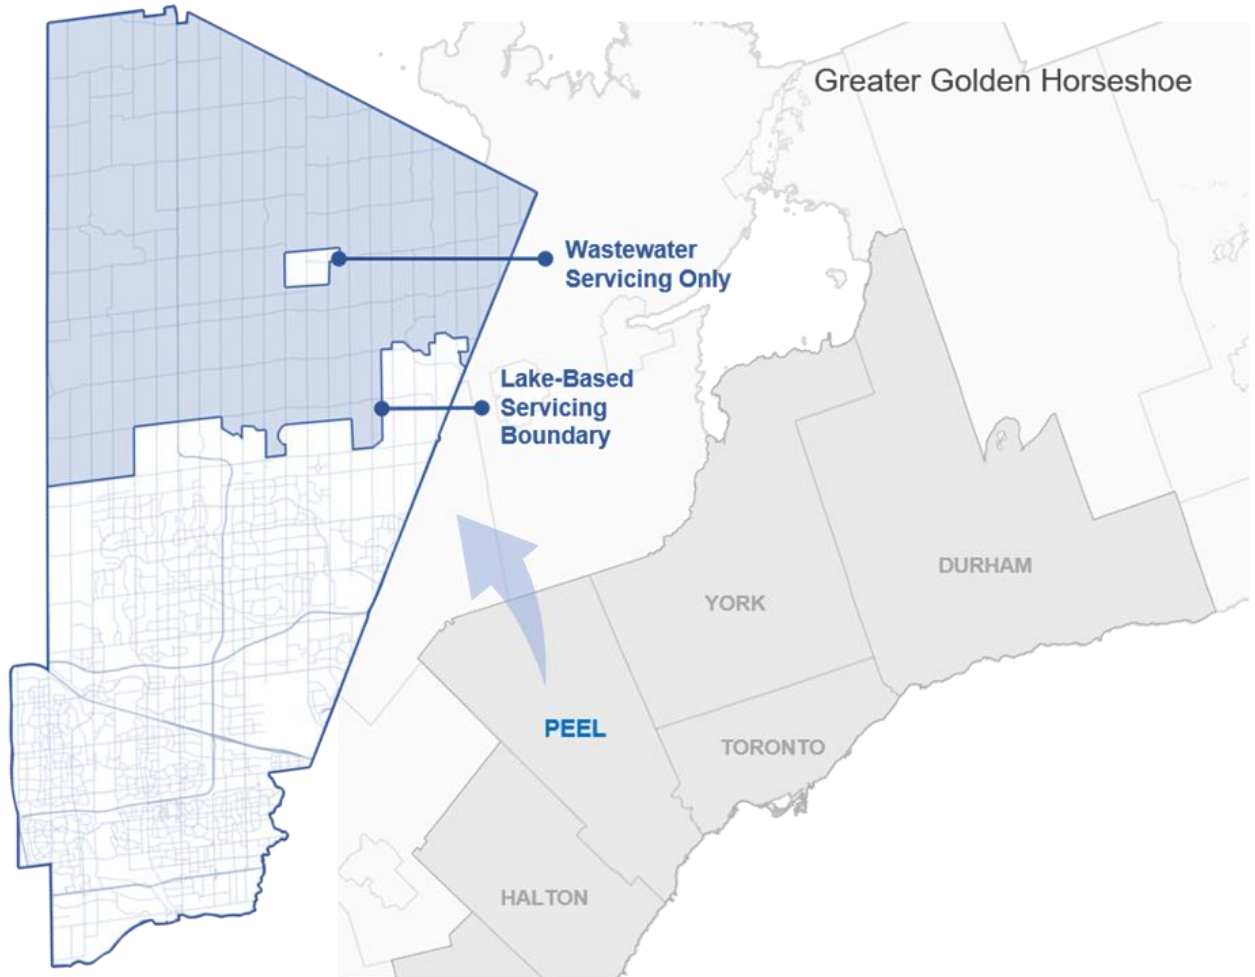 Greater Golden Horseshoe
Wastewater
Servicing Only
Lake-Based
Servicing
Boundary
DURHAM
YORK
PEEL
TORONTO
HALTON